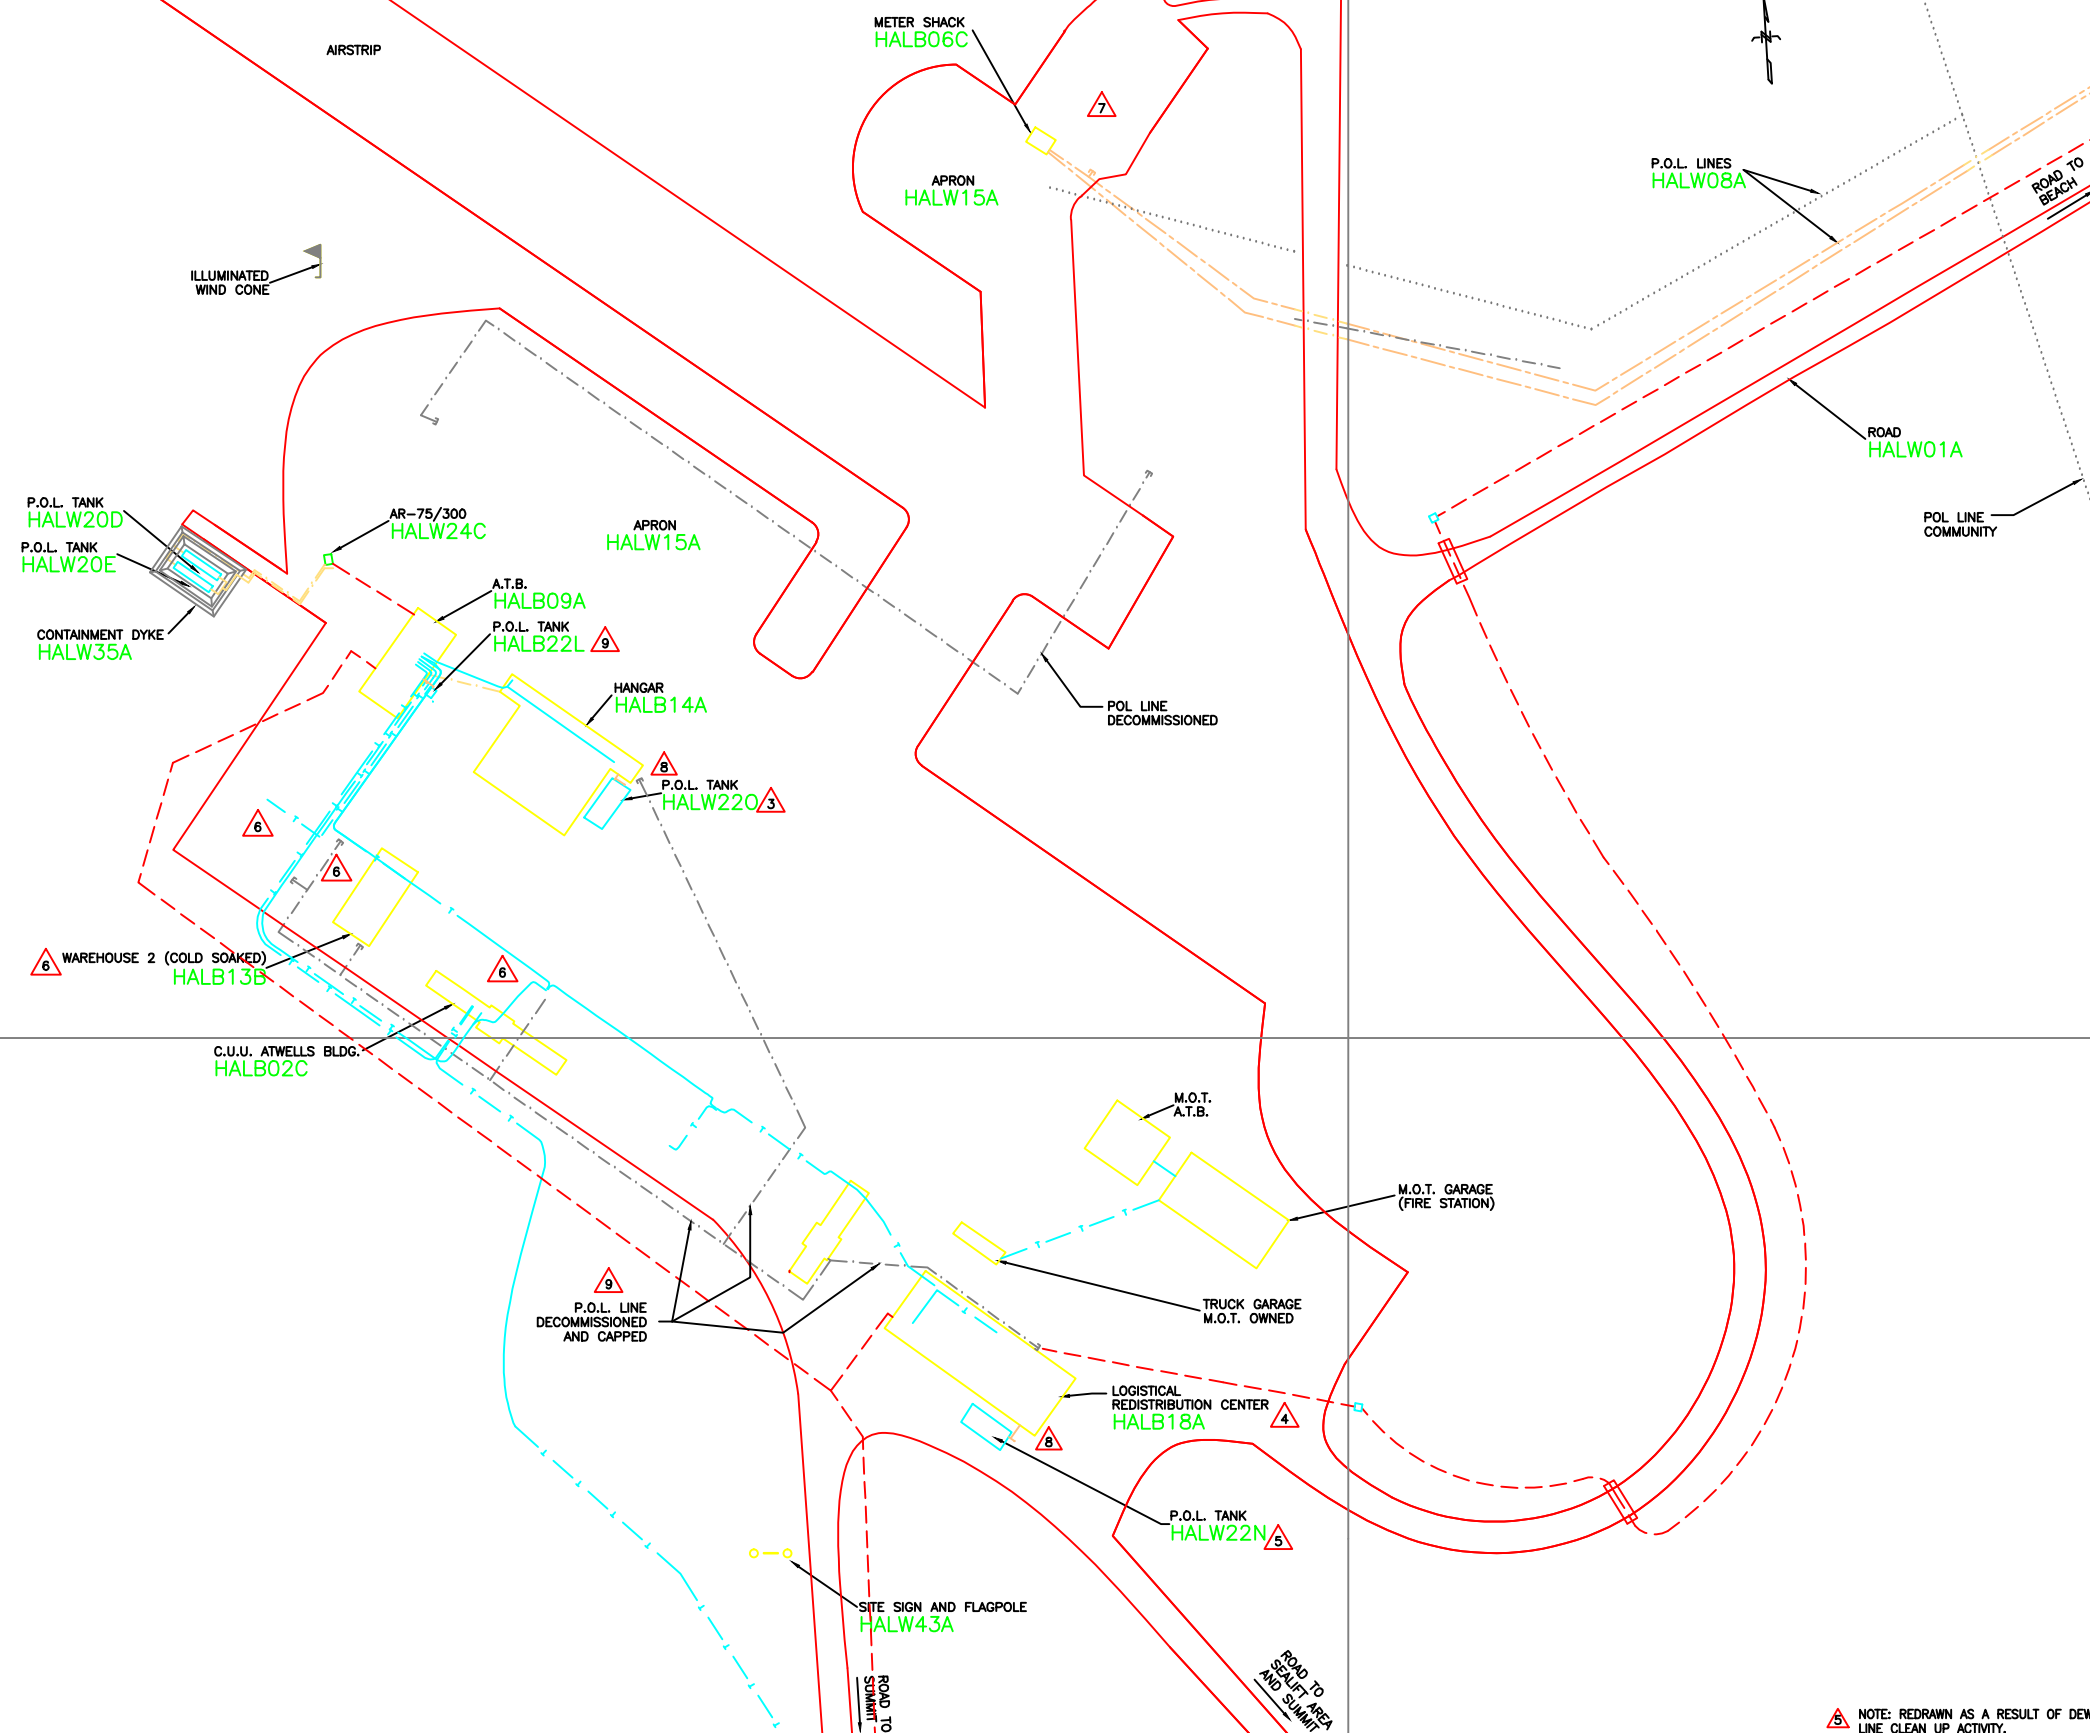 METER SHACK
HALB06C
AIRSTRIP
N
7
P.O.L. LINES
HALW08A
ROAD TO
BEACH
APRON
HALW15A
ILLUMINATED
WIND CONE
ROAD
HALW01A
P.O.L. TANK
HALW20D
P.O.L. TANK
HALW20E
AR-75/300
HALW24C
APRON
HALW15A
POL LINE
COMMUNITY
A.T.B.
HALB09A
P.O.L. TANK
HALB22L
9
CONTAINMENT DYKE
HALW35A
HANGAR
HALB14A
POL LINE
DECOMMISSIONED
8
P.O.L. TANK
HALW22O
3
6
6
6
WAREHOUSE 2 (COLD SOAKED)
HALB13B
6
C.U.U. ATWELLS BLDG.
HALB02C
M.O.T.
A.T.B.
M.O.T. GARAGE
(FIRE STATION)
9
P.O.L. LINE
DECOMMISSIONED
AND CAPPED
TRUCK GARAGE
M.O.T. OWNED
LOGISTICAL
REDISTRIBUTION CENTER
HALB18A
4
8
P.O.L. TANK
HALW22N
5
SITE SIGN AND FLAGPOLE
HALW43A
ROAD TO
SUMMIT
ROAD TO
SEALIFT AREA
AND SUMMIT
5
NOTE: REDRAWN AS A RESULT OF DEW
LINE CLEAN UP ACTIVITY.